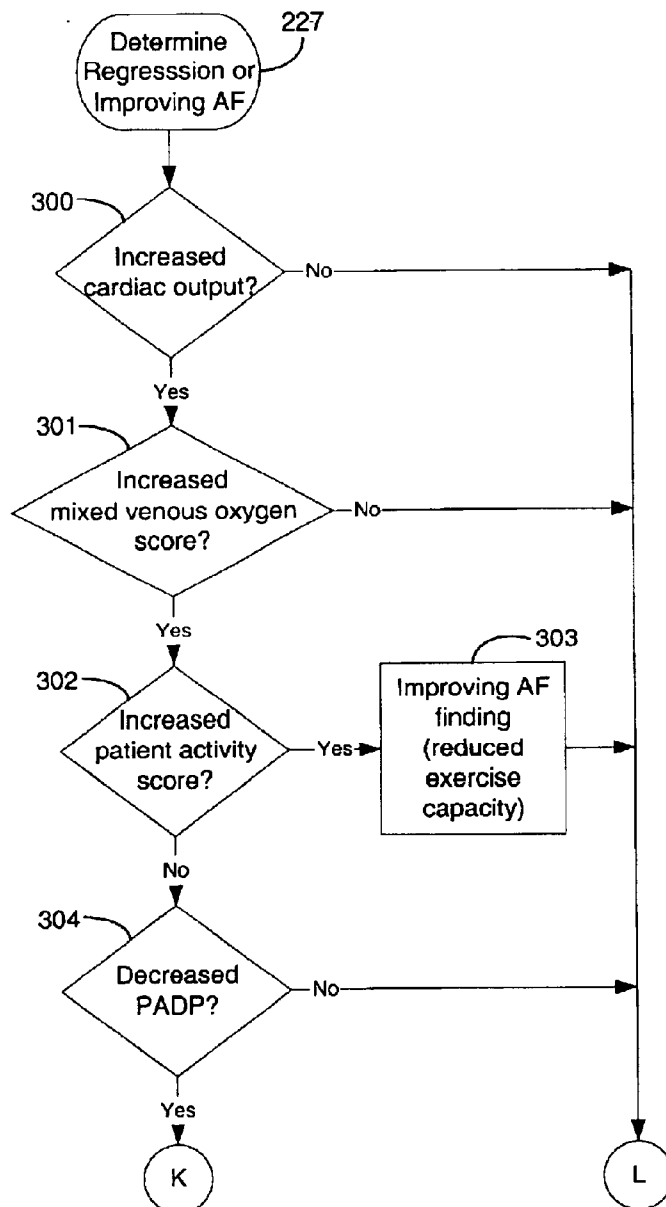 227
Determine
Regresssion or
Improving AF
300
Increased
cardiac output?
No
Yes
301
Increased
mixed venous oxygen
score?
No
Yes
302
Increased
patient activity
score?
Yes
303
Improving AF
finding
(reduced
exercise
capacity)
No
304
Decreased
PADP?
No
Yes
K
L